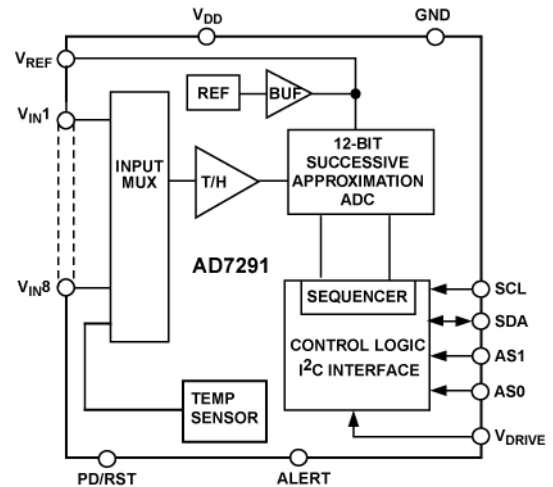 VDD
GND
VREF
REF
BUF
VIN1
INPUT
MUX
T/H
12-BIT
SUCCESSIVE
APPROXIMATION
ADC
AD7291
VIN8
SEQUENCER
CONTROL LOGIC
I2C INTERFACE
SCL
SDA
AS1
AS0
TEMP
SENSOR
VDRIVE
PD/RST
ALERT